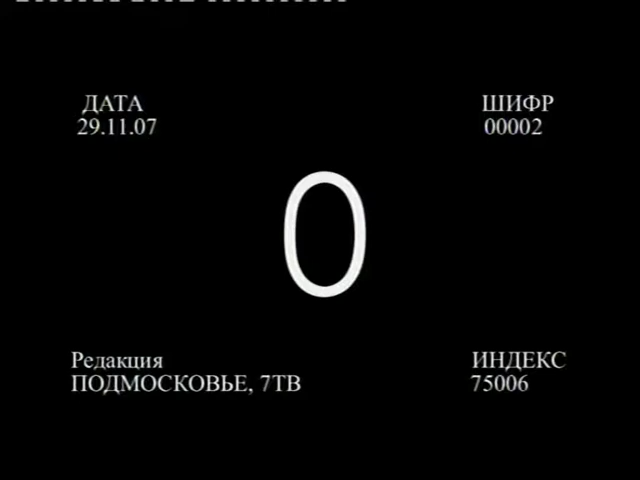 ДАТА
29.11.07
ШИФР
00002
0
Редакция
ПОДМОСКОВЬЕ, 7ТВ
ИНДЕКС
75006